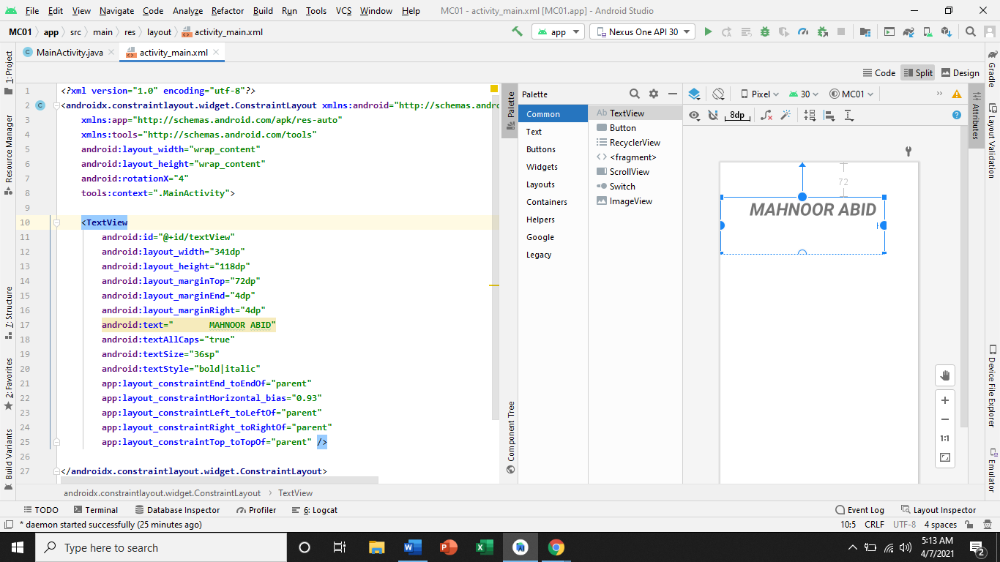 File Edit View Navigate Code Analyze Refactor Build Run Tools VCS Window Help MC01 - activity_main.xml [MC01.app] - Android Studio
MC01 app src main res layout activity_main.xml app Nexus One API 30
MainActivity.java activity_main.xml
Code Split Design
1: Project
Resource Manager
7: Structure
2: Favorites
Build Variants
1 <?xml version="1.0" encoding="utf-8"?>
2 <androidx.constraintlayout.widget.ConstraintLayout xmlns:android="http://schemas.andro
3 xmlns:app="http://schemas.android.com/apk/res-auto"
4 xmlns:tools="http://schemas.android.com/tools"
5 android:layout_width="wrap_content"
6 android:layout_height="wrap_content"
7 android:rotationX="4"
8 tools:context=".MainActivity">
9
10 <TextView
11 android:id="@+id/textView"
12 android:layout_width="341dp"
13 android:layout_height="118dp"
14 android:layout_marginTop="72dp"
15 android:layout_marginEnd="4dp"
16 android:layout_marginRight="4dp"
17 android:text="       MAHNOOR ABID"
18 android:textAllCaps="true"
19 android:textSize="36sp"
20 android:textStyle="bold|italic"
21 app:layout_constraintEnd_toEndOf="parent"
22 app:layout_constraintHorizontal_bias="0.93"
23 app:layout_constraintLeft_toLeftOf="parent"
24 app:layout_constraintRight_toRightOf="parent"
25 app:layout_constraintTop_toTopOf="parent" />
26
27 </androidx.constraintlayout.widget.ConstraintLayout>
androidx.constraintlayout.widget.ConstraintLayout TextView
Palette
Component Tree
Palette
Common
Text
Buttons
Widgets
Layouts
Containers
Helpers
Google
Legacy
Ab TextView
Button
RecyclerView
<fragment>
ScrollView
Switch
ImageView
Pixel 30 MC01
8dp
72
MAHNOOR ABID
1:1
Attributes
Gradle
Layout Validation
Device File Explorer
Emulator
TODO Terminal Database Inspector Profiler 6: Logcat Event Log Layout Inspector
* daemon started successfully (25 minutes ago) 10:5 CRLF UTF-8 4 spaces
Type here to search
5:13 AM
4/7/2021
2